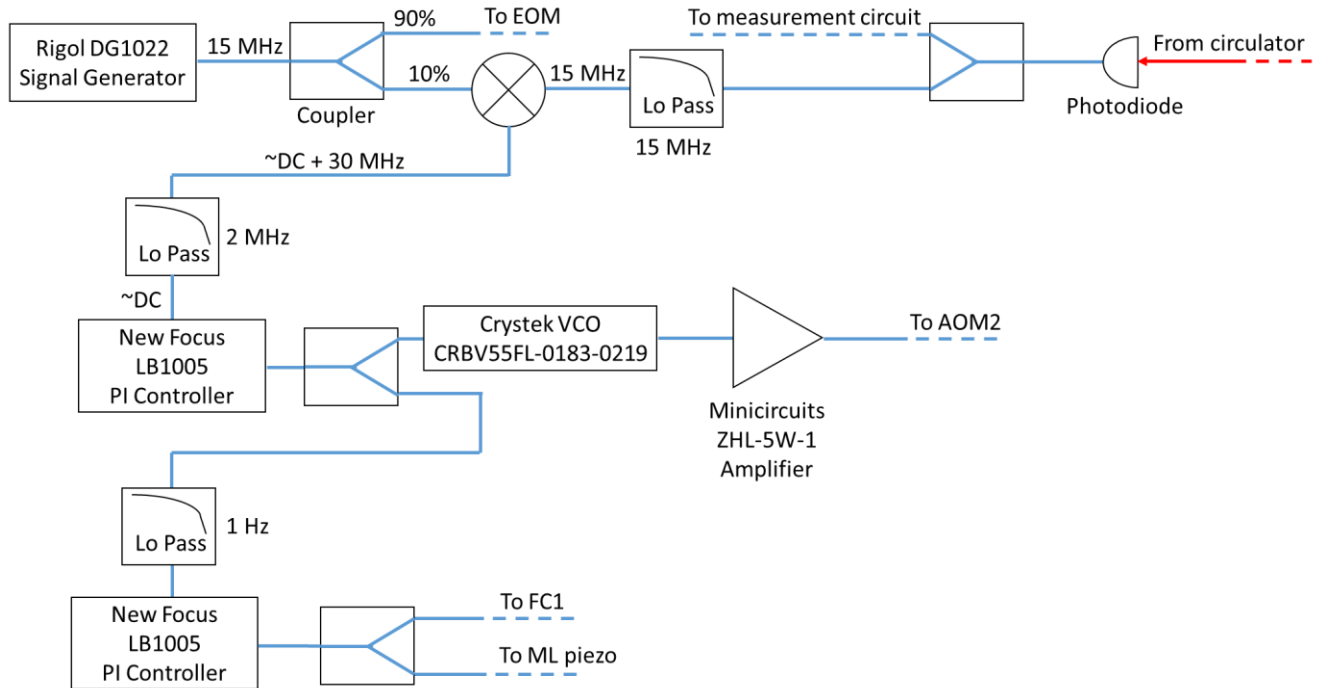 Rigol DG1022
Signal Generator
15 MHz
90%
To EOM
10%
Coupler
15 MHz
Lo Pass
15 MHz
To measurement circuit
From circulator
Photodiode
~DC + 30 MHz
Lo Pass
2 MHz
~DC
New Focus
LB1005
PI Controller
Crystek VCO
CRBV55FL-0183-0219
To AOM2
Minicircuits
ZHL-5W-1
Amplifier
Lo Pass
1 Hz
New Focus
LB1005
PI Controller
To FC1
To ML piezo